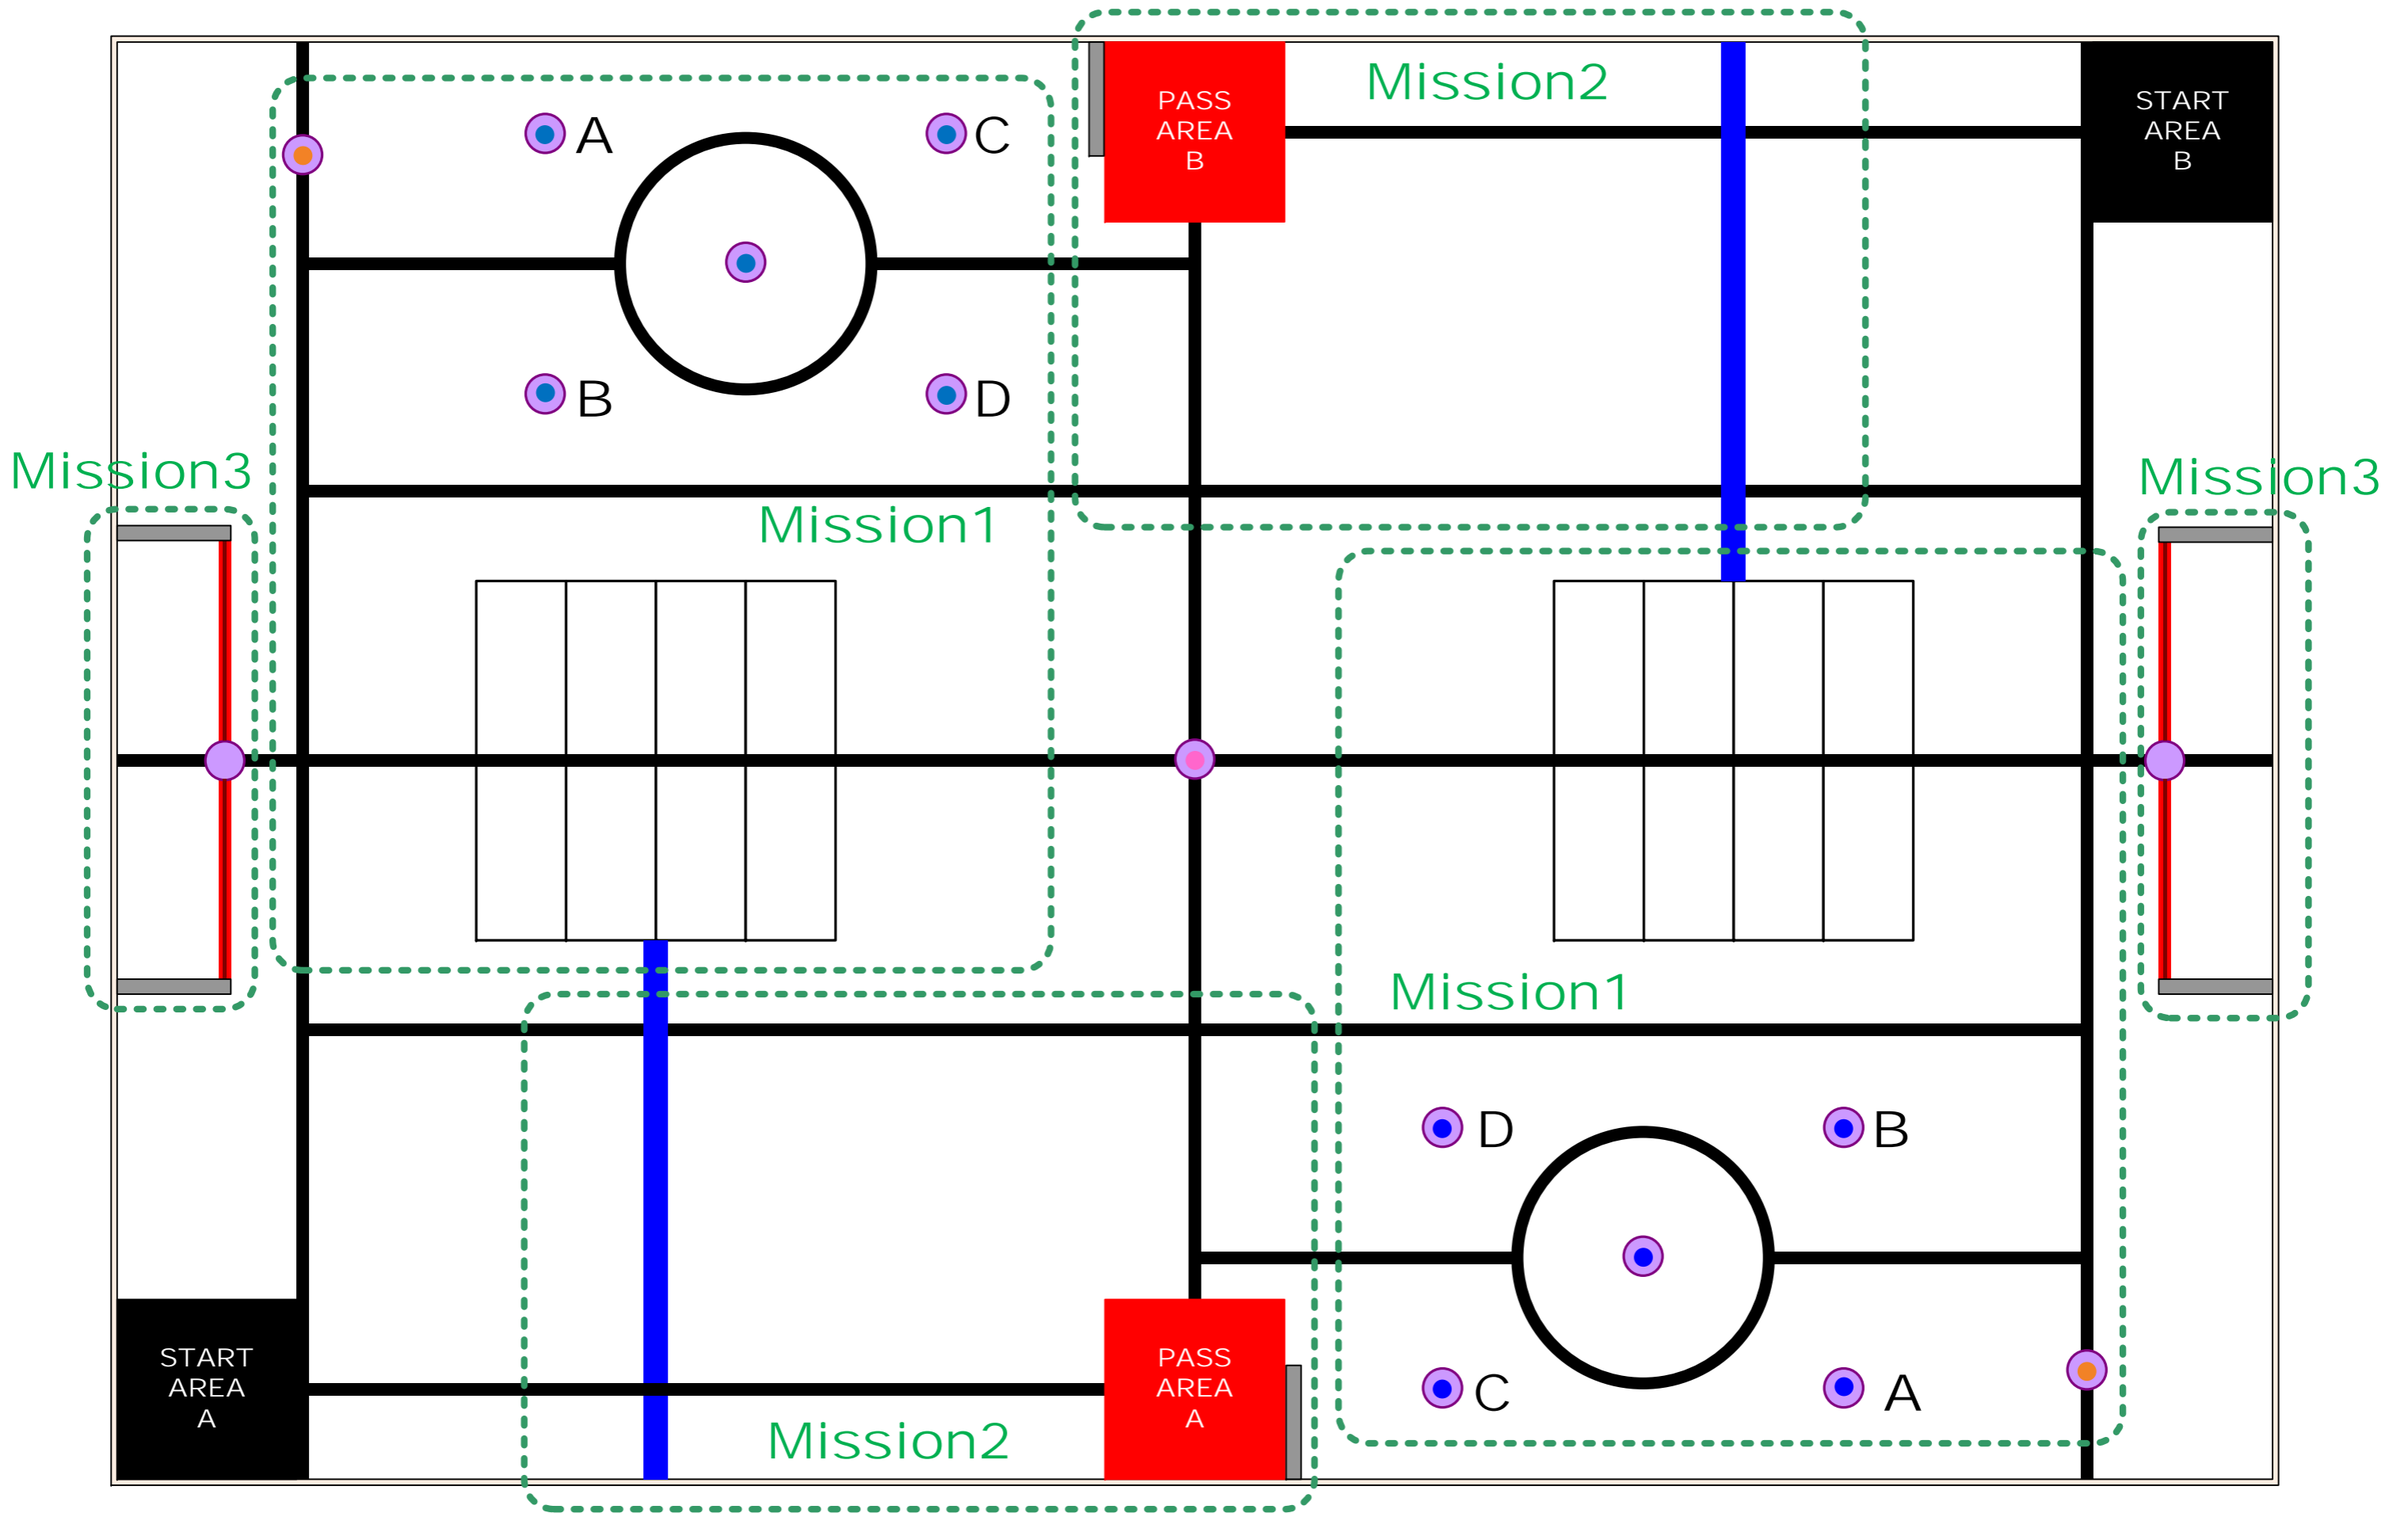 Mission2
PASS
AREA
B
START
AREA
B
A
C
B
D
Mission3
Mission3
Mission1
Mission1
D
B
C
A
START
AREA
A
PASS
AREA
A
Mission2